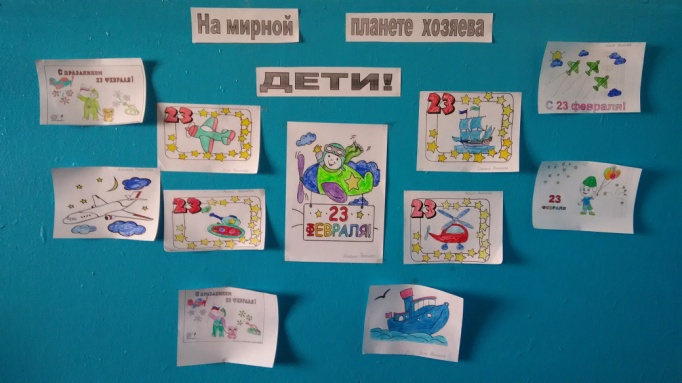 На мирной
планете хозяева
ДЕТИ!
С ПРАЗДНИКОМ
23 ФЕВРАЛЯ!
23
23
С 23 февраля!
23
23
23
ФЕВРАЛЯ!
23
ФЕВРАЛЯ
С ПРАЗДНИКОМ
23 ФЕВРАЛЯ!